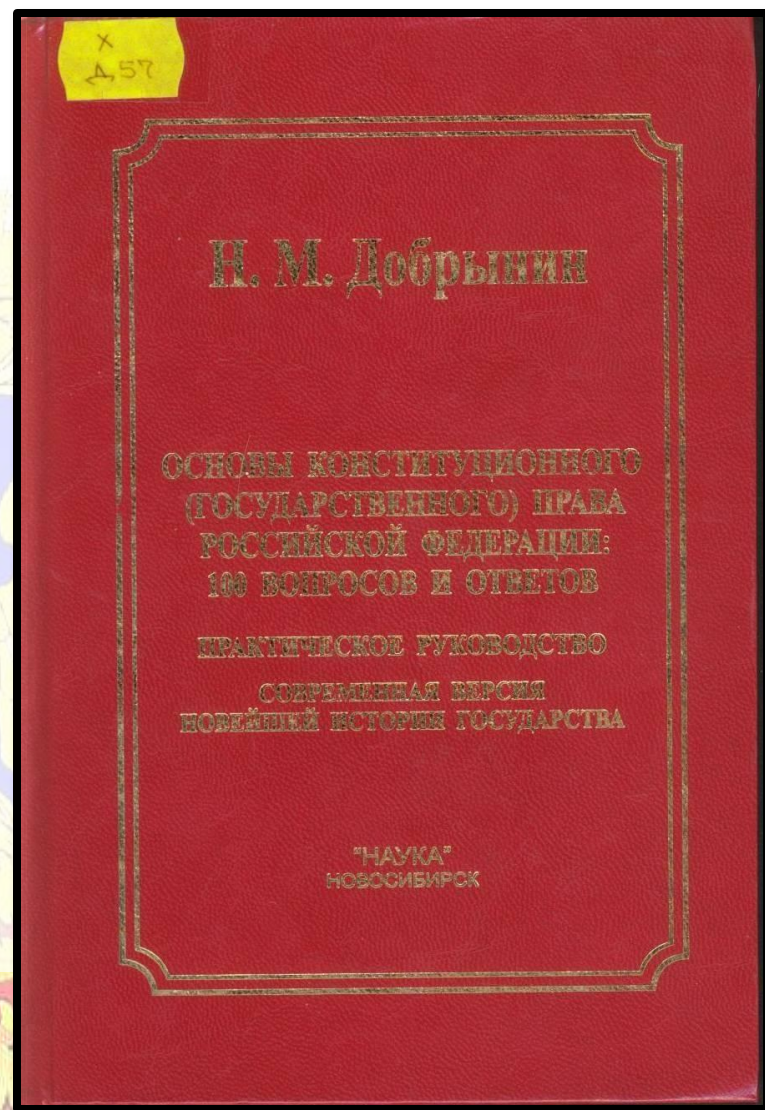 Х
Д57
Н. М. Добрынин
ОСНОВЫ КОНСТИТУЦИОННОГО
(ГОСУДАРСТВЕННОГО) ПРАВА
РОССИЙСКОЙ ФЕДЕРАЦИИ:
100 ВОПРОСОВ И ОТВЕТОВ
ПРАКТИЧЕСКОЕ РУКОВОДСТВО
СОВРЕМЕННАЯ ВЕРСИЯ
НОВЕЙШЕЙ ИСТОРИИ ГОСУДАРСТВА
"НАУКА"
НОВОСИБИРСК